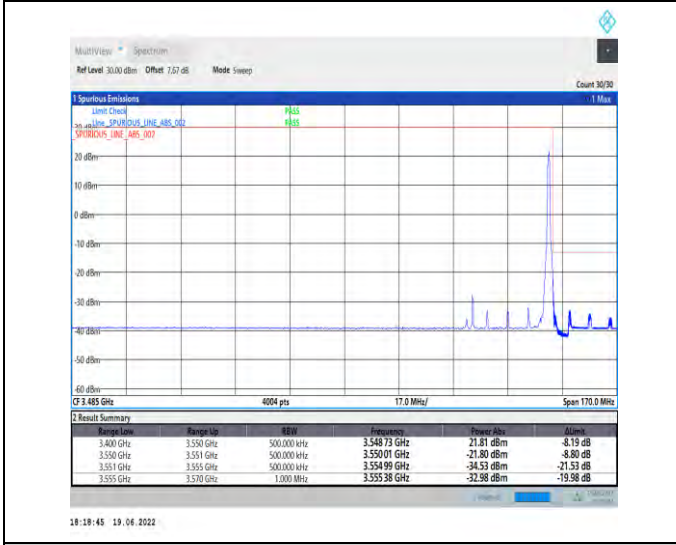 MultiView Spectrum
Ref Level 30.00 dBm Offset 7.67 dB Mode Sweep
Count 30/30
1 Spurious Emissions 1 Max
Limit Check PASS
Line _SPURIOUS_LINE_ABS_002 PASS
_SPURIOUS_LINE_ABS_002
20 dBm
10 dBm
0 dBm
-10 dBm
-20 dBm
-30 dBm
-40 dBm
-50 dBm
-60 dBm
CF 3.485 GHz 4004 pts 17.0 MHz/ Span 170.0 MHz
2 Result Summary
Range Low Range Up RBW Frequency Power Abs ΔLimit
3.400 GHz 3.550 GHz 500.000 kHz 3.548 73 GHz 21.81 dBm -8.19 dB
3.550 GHz 3.551 GHz 500.000 kHz 3.550 01 GHz -21.80 dBm -8.80 dB
3.551 GHz 3.555 GHz 500.000 kHz 3.554 99 GHz -34.53 dBm -21.53 dB
3.555 GHz 3.570 GHz 1.000 MHz 3.555 38 GHz -32.98 dBm -19.98 dB
18:18:45 19.06.2022